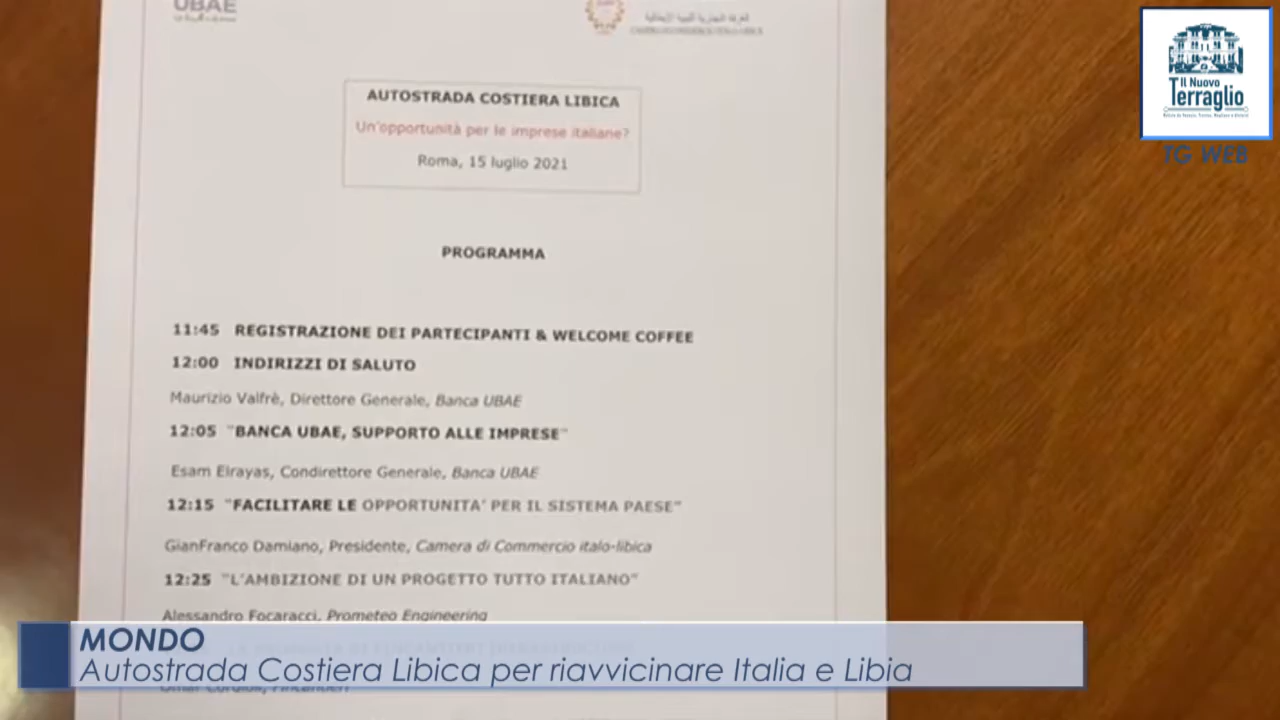 UBAE
AUTOSTRADA COSTIERA LIBICA
Un'opportunità per le imprese italiane?
Roma, 15 luglio 2021
PROGRAMMA
11:45 REGISTRAZIONE DEI PARTECIPANTI & WELCOME COFFEE
12:00 INDIRIZZI DI SALUTO
Maurizio Valfrè, Direttore Generale, Banca UBAE
12:05 "BANCA UBAE, SUPPORTO ALLE IMPRESE"
Esam Elrayas, Condirettore Generale, Banca UBAE
12:15 "FACILITARE LE OPPORTUNITA' PER IL SISTEMA PAESE"
GianFranco Damiano, Presidente, Camera di Commercio italo-libica
12:25 "L'AMBIZIONE DI UN PROGETTO TUTTO ITALIANO"
Alessandro Focaracci, Prometeo Engineering
Il Nuovo
Terraglio
TG WEB
MONDO
Autostrada Costiera Libica per riavvicinare Italia e Libia